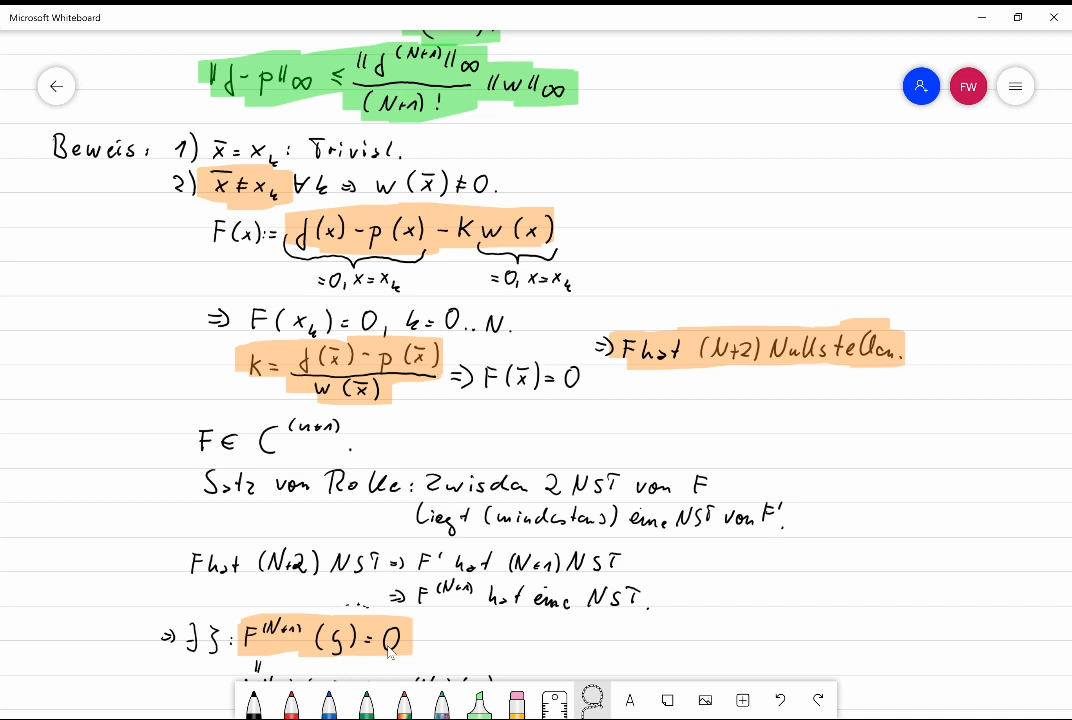 Microsoft Whiteboard
‖f-p‖∞ ≤ ‖f^(N+1)‖∞ / (N+1)! ‖w‖∞
FW
Beweis: 1) x̄ = x_k : Trivial.
2) x̄ ≠ x_k ∀k ⇒ w(x̄) ≠ 0.
F(x) := f(x) - p(x) - K w(x)
=0, x=x_k =0, x=x_k
⇒ F(x_k) = 0, k=0..N.
K = f(x̄) - p(x̄) / w(x̄) ⇒ F(x̄) = 0
⇒ F hat (N+2) Nullstellen.
F ∈ C^(n+1).
Satz von Rolle: Zwischen 2 NST von F
liegt (mindestens) eine NST von F'.
F hat (N+2) NST ⇒ F' hat (N+1) NST
... ⇒ F^(N+1) hat eine NST.
⇒ ∃ ξ : F^(N+1) (ξ) = 0
"
A